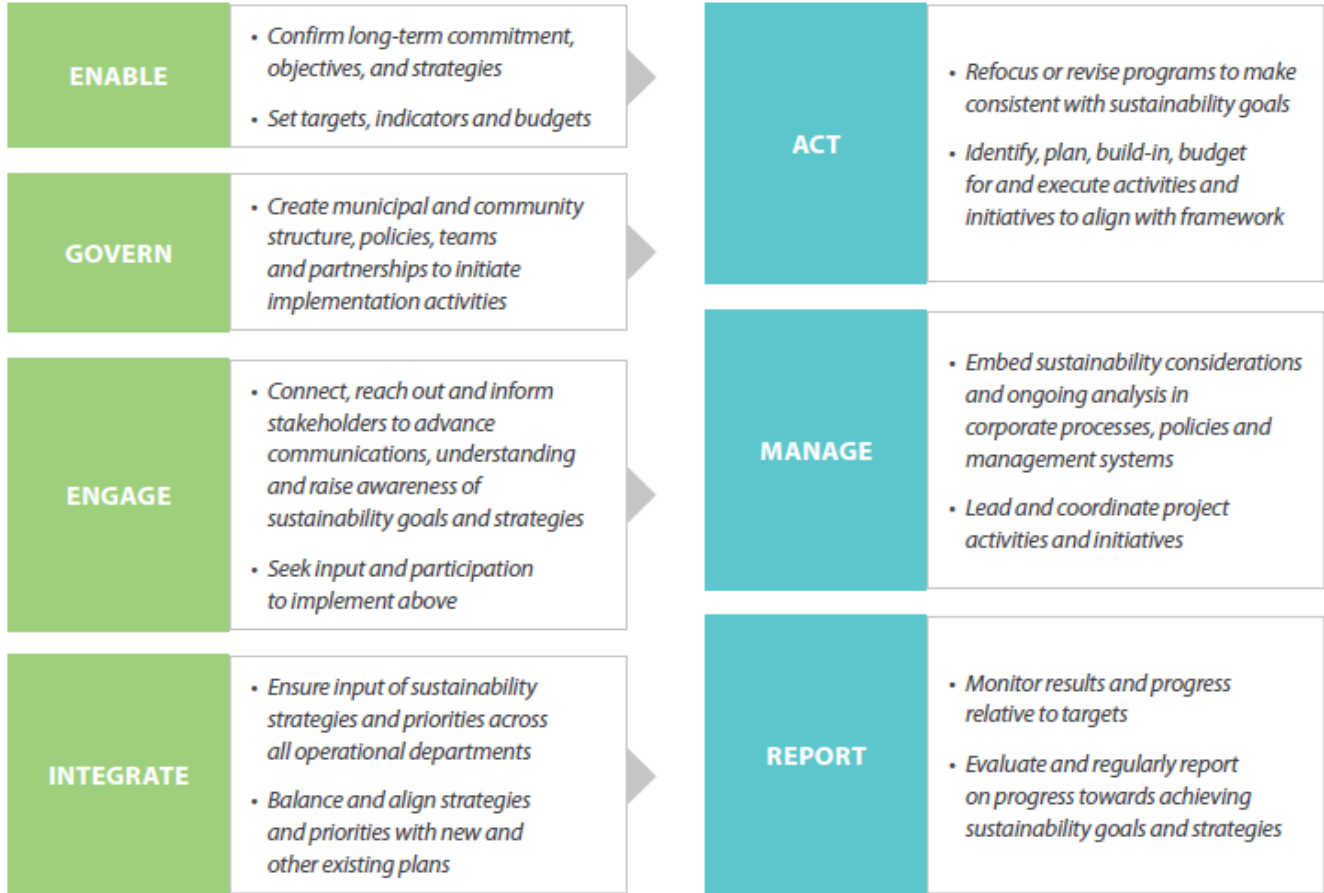 ENABLE
• Confirm long-term commitment,
objectives, and strategies
• Set targets, indicators and budgets
GOVERN
• Create municipal and community
structure, policies, teams
and partnerships to initiate
implementation activities
ENGAGE
• Connect, reach out and inform
stakeholders to advance
communications, understanding
and raise awareness of
sustainability goals and strategies
• Seek input and participation
to implement above
INTEGRATE
• Ensure input of sustainability
strategies and priorities across
all operational departments
• Balance and align strategies
and priorities with new and
other existing plans
ACT
• Refocus or revise programs to make
consistent with sustainability goals
• Identify, plan, build-in, budget
for and execute activities and
initiatives to align with framework
MANAGE
• Embed sustainability considerations
and ongoing analysis in
corporate processes, policies and
management systems
• Lead and coordinate project
activities and initiatives
REPORT
• Monitor results and progress
relative to targets
• Evaluate and regularly report
on progress towards achieving
sustainability goals and strategies